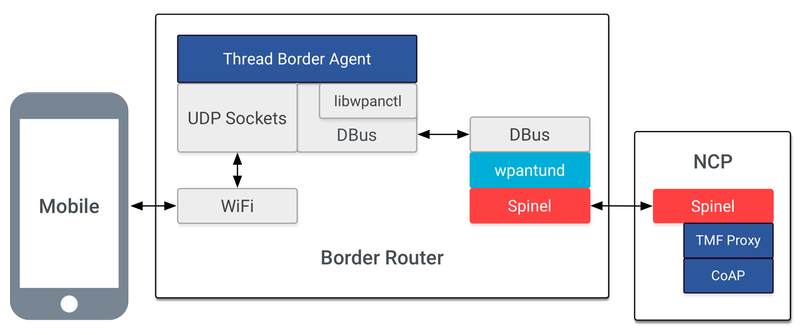 Thread Border Agent
libwpanctl
UDP Sockets
DBus
DBus
wpantund
Spinel
WiFi
Border Router
Mobile
NCP
Spinel
TMF Proxy
CoAP